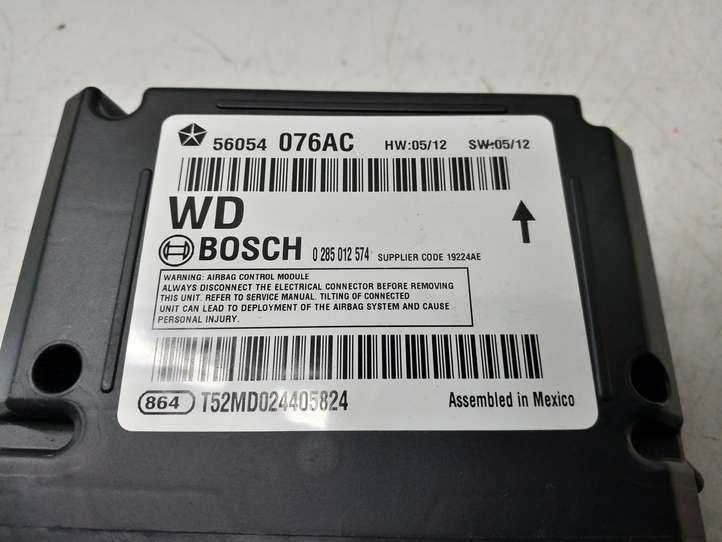 56054 076AC HW:05/12 SW:05/12
WD
BOSCH 0 285 012 574 SUPPLIER CODE 19224AE
WARNING: AIRBAG CONTROL MODULE
ALWAYS DISCONNECT THE ELECTRICAL CONNECTOR BEFORE REMOVING
THIS UNIT. REFER TO SERVICE MANUAL. TILTING OF CONNECTED
UNIT CAN LEAD TO DEPLOYMENT OF THE AIRBAG SYSTEM AND CAUSE
PERSONAL INJURY.
864 T52MD024405824 Assembled in Mexico